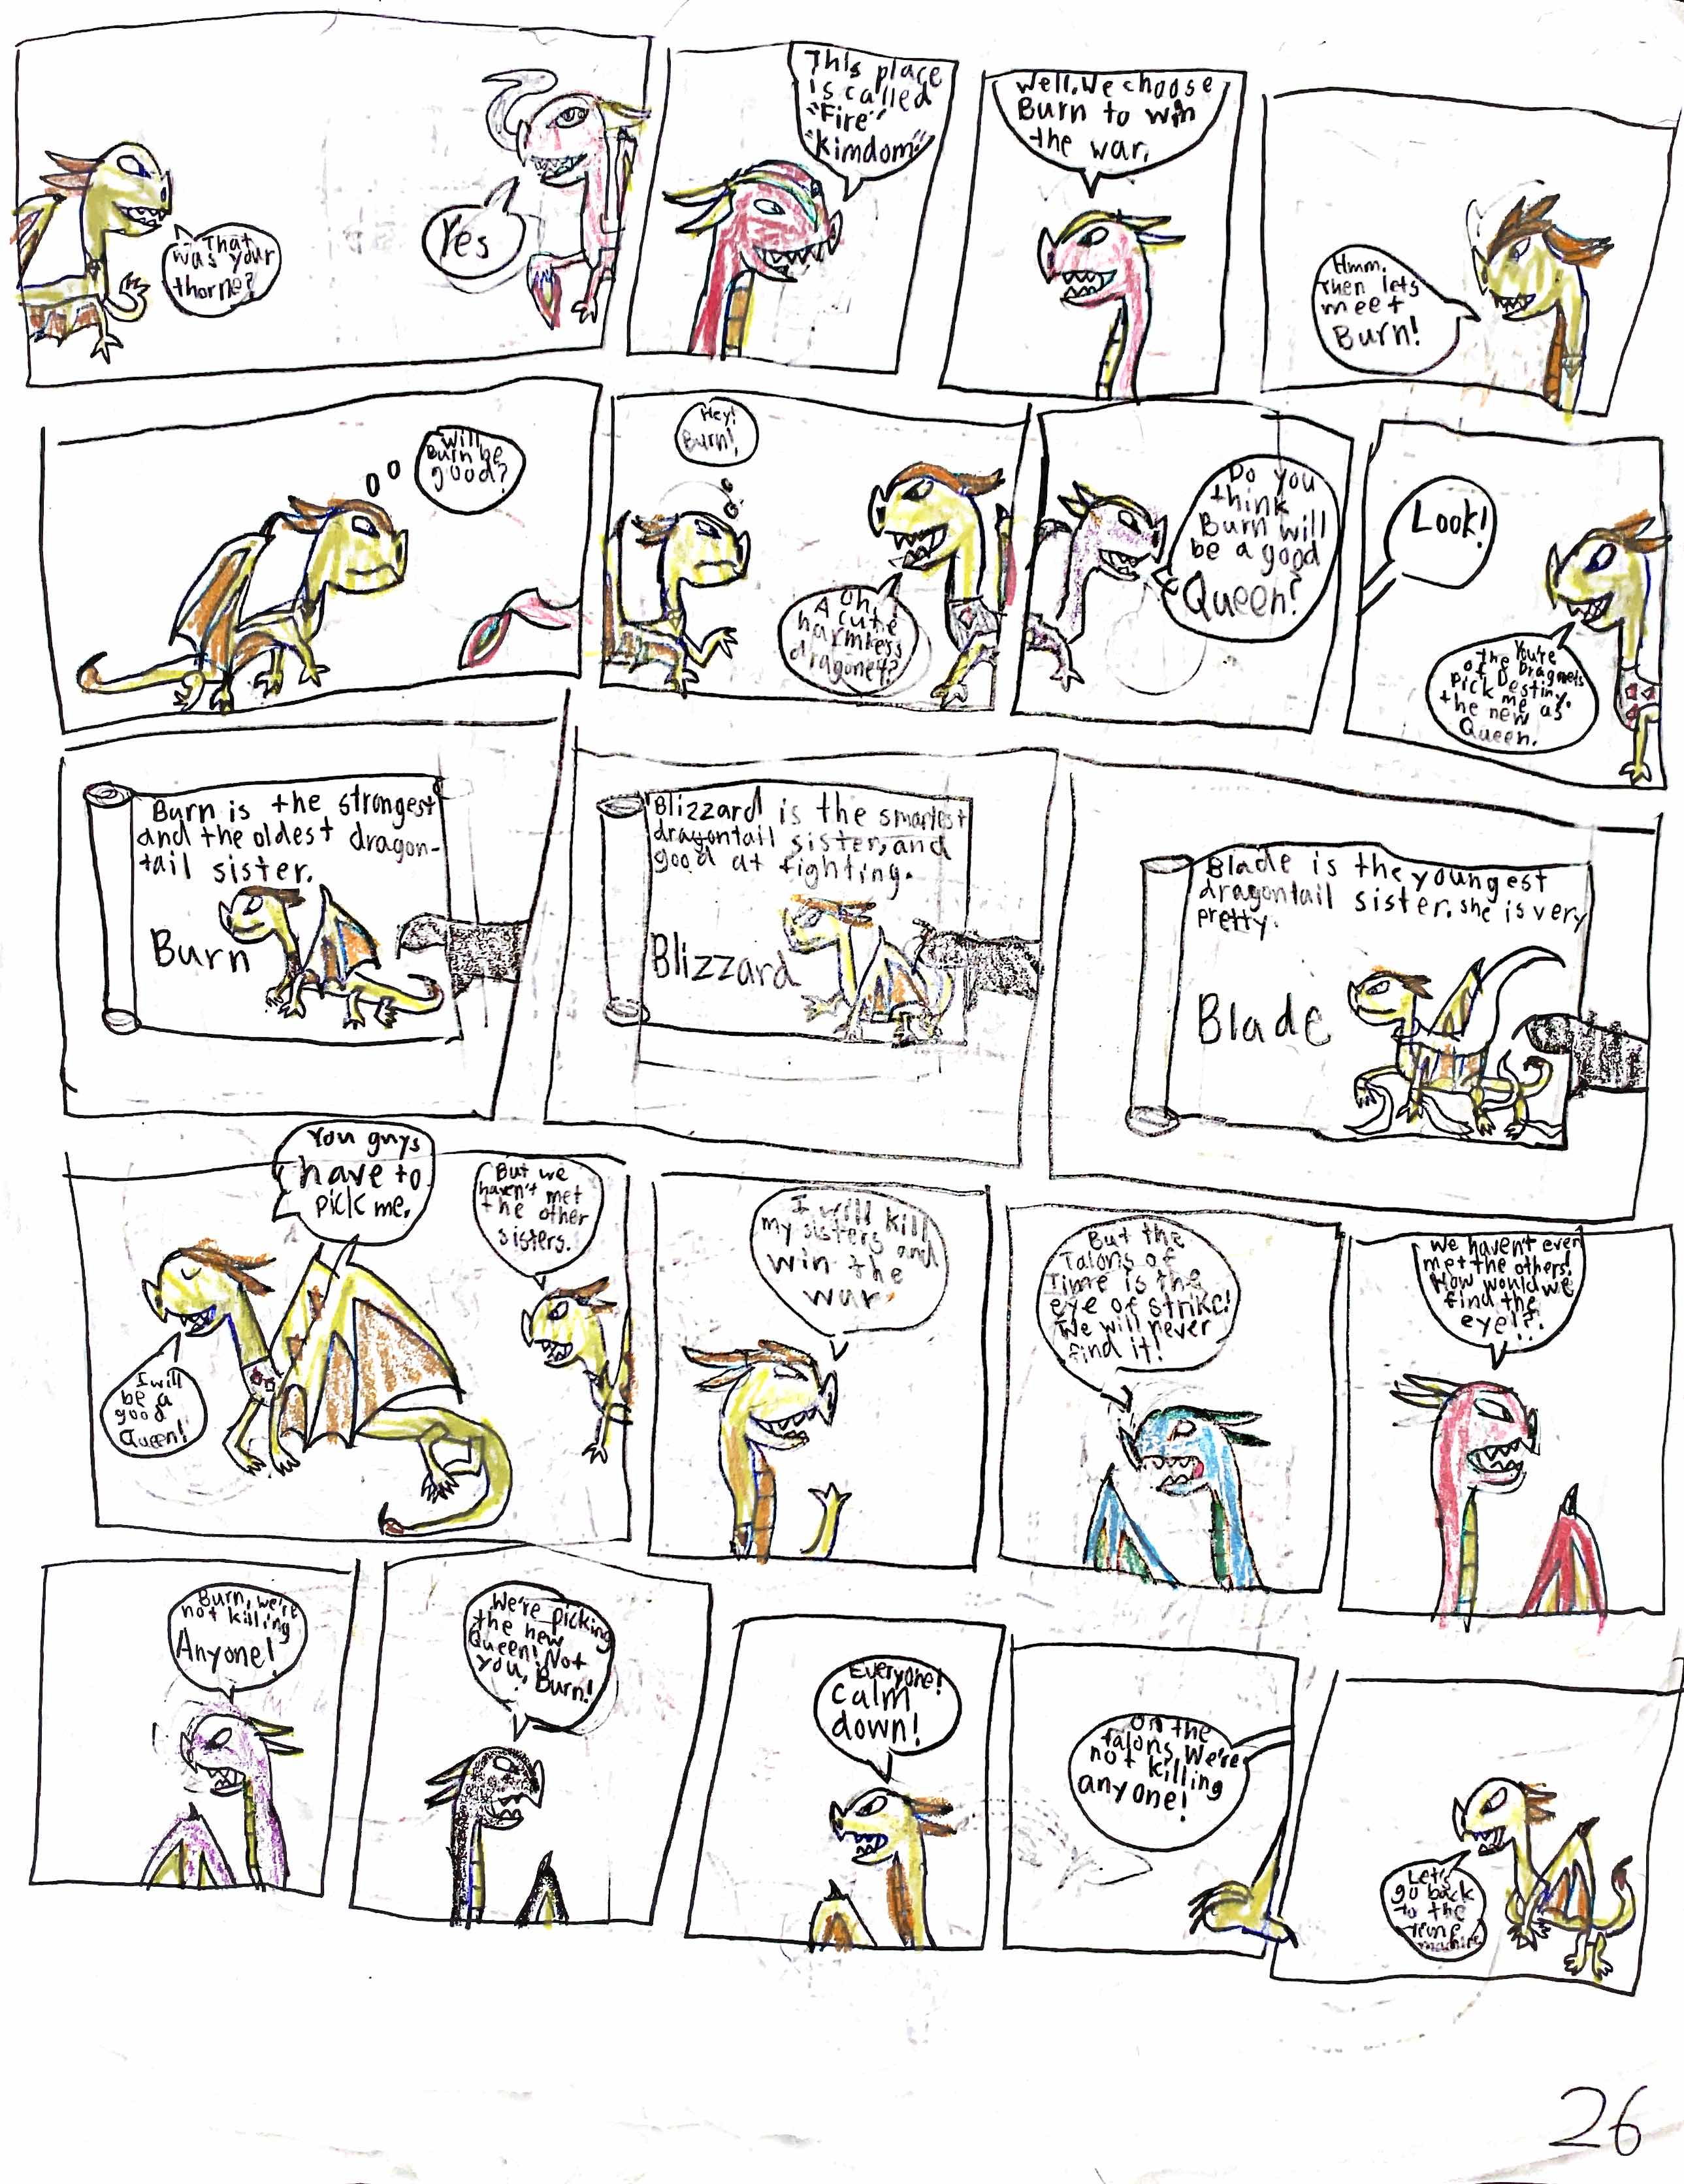 That
was your
thorne?
Yes
This place
is called
"Fire"
"Kimdom"
Well, We choose
Burn to win
the war.
Hmm.
Then lets
meet
Burn!
Will
Burn be
good?
Hey!
Burn!
Oh,
A cute
harmless
dragonet?
Do you
think
Burn will
be a good
Queen?
Look!
You're
the Dragnets
of Destiny.
Pick me as
the new
Queen.
Burn is the strongest
and the oldest dragon-
tail sister.
Burn
Blizzard is the smartest
dragontail sister, and
good at fighting.
Blizzard
Blade is the youngest
dragontail sister. she is very
pretty.
Blade
You guys
have to
pick me.
But we
haven't met
the other
sisters.
I will
be a
good
Queen!
I will kill
my sisters and
win the
war.
But the
Talons of
Time is the
eye of strike!
We will never
find it!
We haven't even
met the others.
How would we
find the
eye!?!
Burn, we're
not killing
Anyone!
We're picking
the new
Queen! Not
you, Burn!
Everyone!
Calm
down!
On the
talons, We're
not killing
anyone!
Let's
go back
to the
Time
machine
26